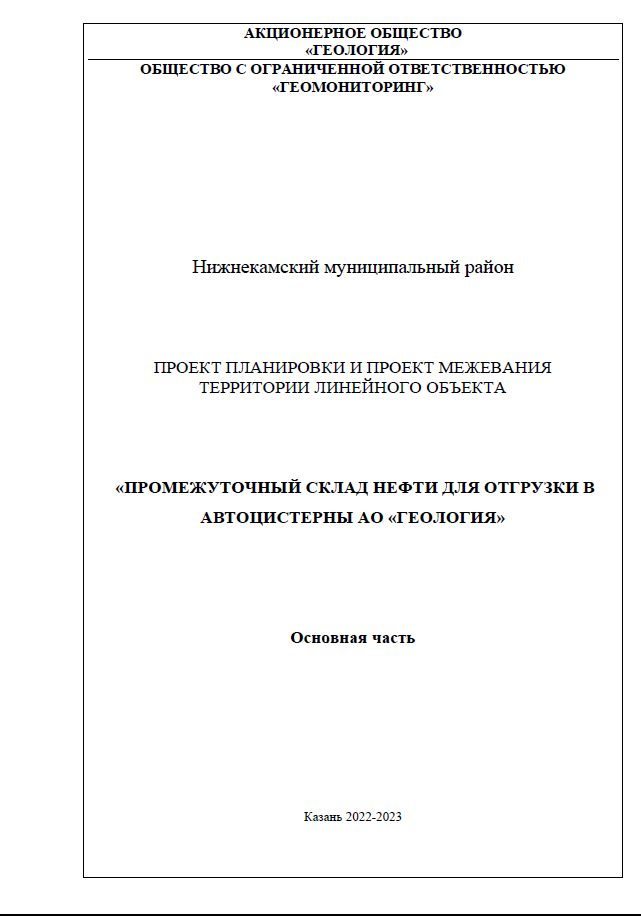 АКЦИОНЕРНОЕ ОБЩЕСТВО
«ГЕОЛОГИЯ»
ОБЩЕСТВО С ОГРАНИЧЕННОЙ ОТВЕТСТВЕННОСТЬЮ
«ГЕОМОНИТОРИНГ»
Нижнекамский муниципальный район
ПРОЕКТ ПЛАНИРОВКИ И ПРОЕКТ МЕЖЕВАНИЯ
ТЕРРИТОРИИ ЛИНЕЙНОГО ОБЪЕКТА
«ПРОМЕЖУТОЧНЫЙ СКЛАД НЕФТИ ДЛЯ ОТГРУЗКИ В
АВТОЦИСТЕРНЫ АО «ГЕОЛОГИЯ»
Основная часть
Казань 2022-2023